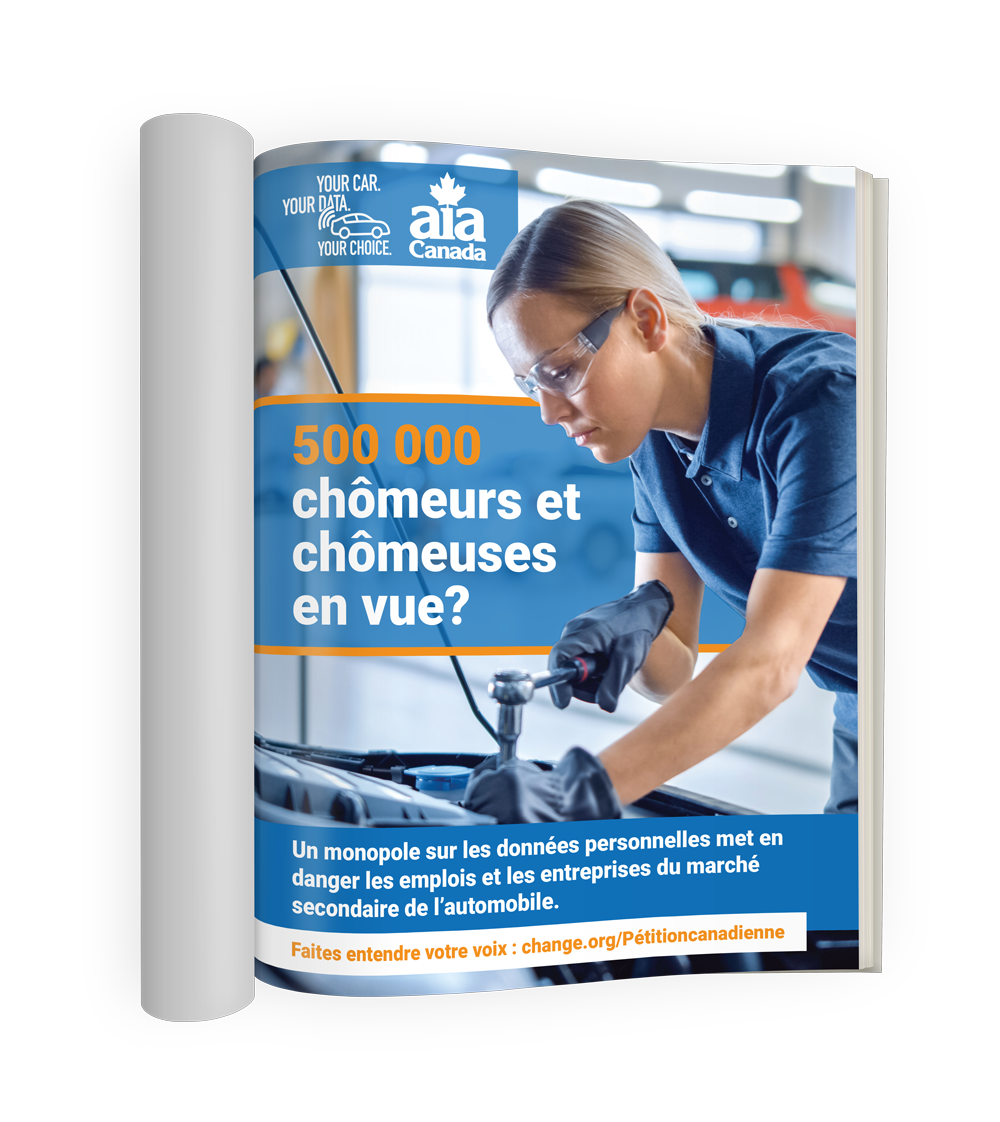 YOUR CAR.
YOUR DATA.
YOUR CHOICE.
aia
Canada
500 000
chômeurs et
chômeuses
en vue?
Un monopole sur les données personnelles met en
danger les emplois et les entreprises du marché
secondaire de l’automobile.
Faites entendre votre voix : change.org/Pétitioncanadienne